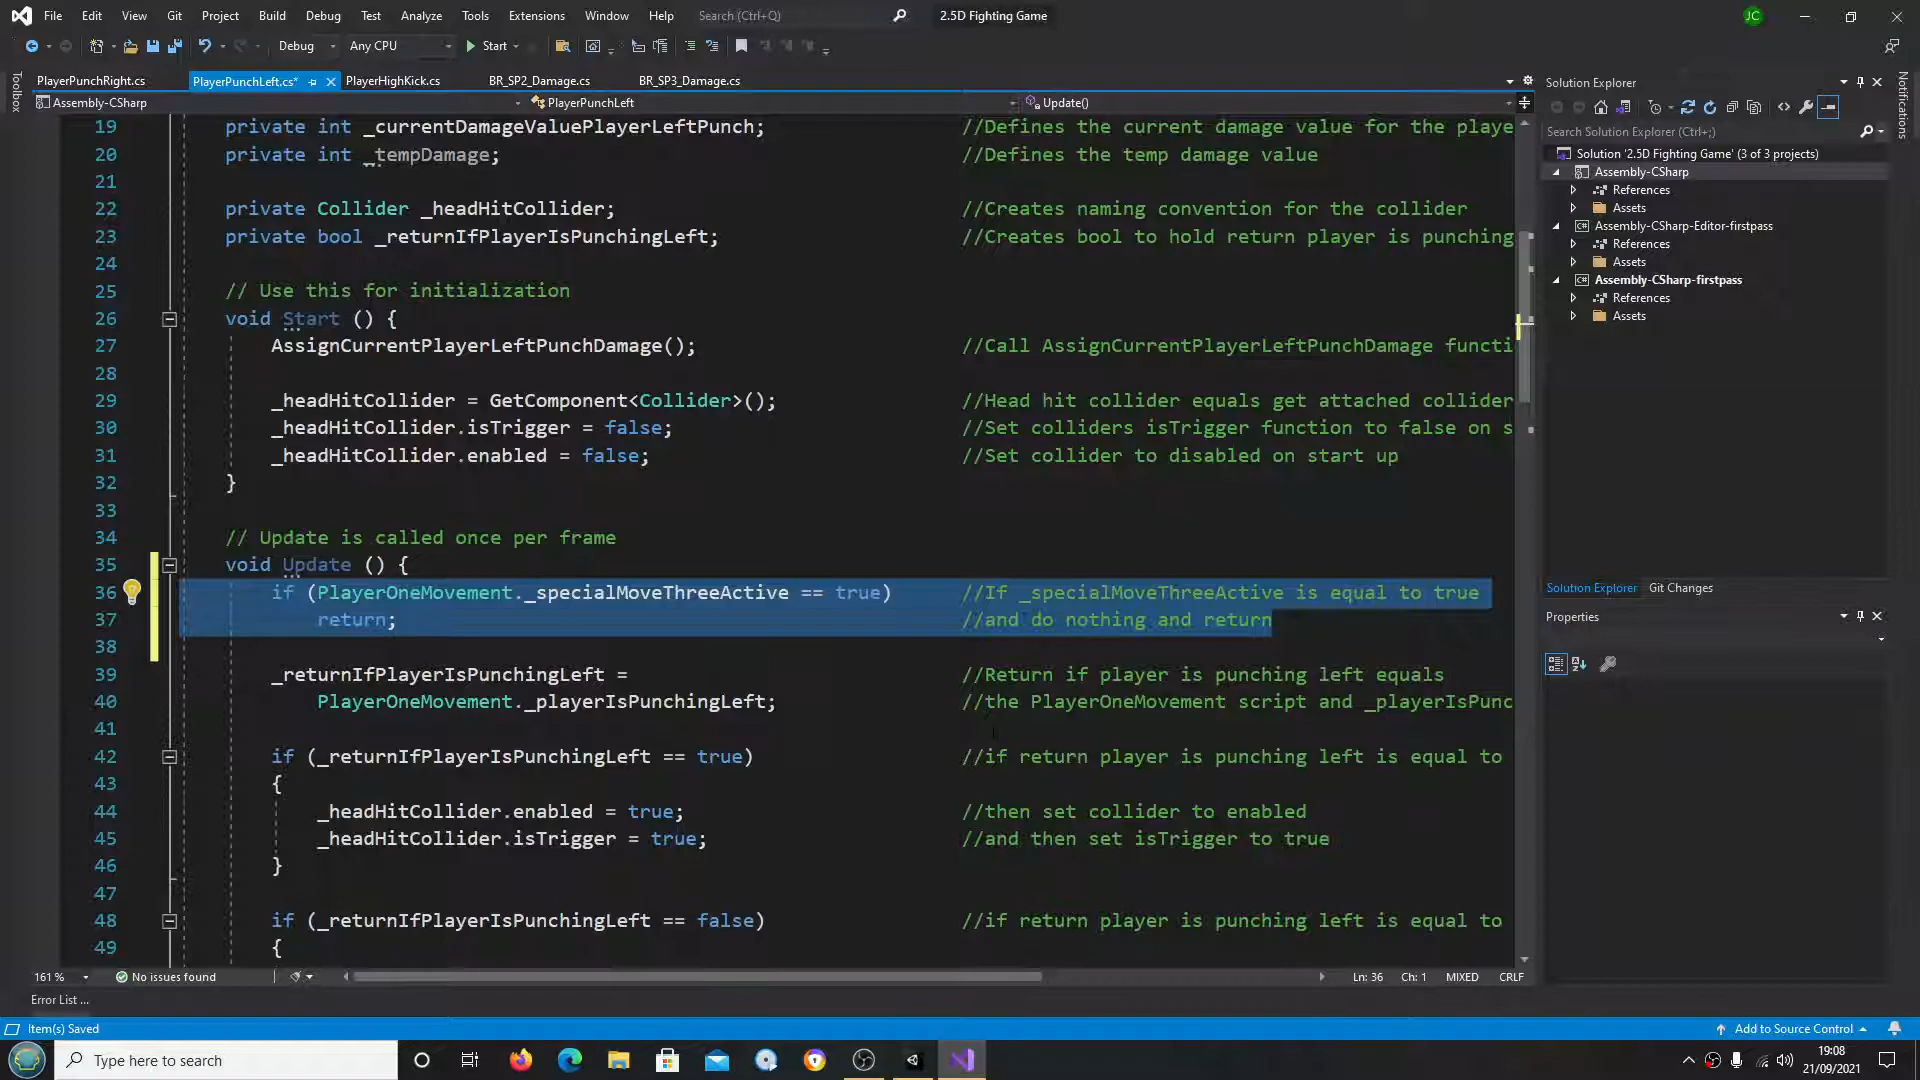 File Edit View Git Project Build Debug Test Analyze Tools Extensions Window Help Search (Ctrl+Q) 2.5D Fighting Game JC
Debug Any CPU Start
Toolbox
PlayerPunchRight.cs PlayerPunchLeft.cs* PlayerHighKick.cs BR_SP2_Damage.cs BR_SP3_Damage.cs
Assembly-CSharp PlayerPunchLeft Update()
19 private int _currentDamageValuePlayerLeftPunch; //Defines the current damage value for the playe
20 private int _tempDamage; //Defines the temp damage value
21
22 private Collider _headHitCollider; //Creates naming convention for the collider
23 private bool _returnIfPlayerIsPunchingLeft; //Creates bool to hold return player is punching
24
25 // Use this for initialization
26 void Start () {
27 AssignCurrentPlayerLeftPunchDamage(); //Call AssignCurrentPlayerLeftPunchDamage functi
28
29 _headHitCollider = GetComponent<Collider>(); //Head hit collider equals get attached collider
30 _headHitCollider.isTrigger = false; //Set colliders isTrigger function to false on s
31 _headHitCollider.enabled = false; //Set collider to disabled on start up
32 }
33
34 // Update is called once per frame
35 void Update () {
36 if (PlayerOneMovement._specialMoveThreeActive == true) //If _specialMoveThreeActive is equal to true
37 return; //and do nothing and return
38
39 _returnIfPlayerIsPunchingLeft = //Return if player is punching left equals
40 PlayerOneMovement._playerIsPunchingLeft; //the PlayerOneMovement script and _playerIsPunc
41
42 if (_returnIfPlayerIsPunchingLeft == true) //if return player is punching left is equal to
43 {
44 _headHitCollider.enabled = true; //then set collider to enabled
45 _headHitCollider.isTrigger = true; //and then set isTrigger to true
46 }
47
48 if (_returnIfPlayerIsPunchingLeft == false) //if return player is punching left is equal to
49 {
161 % No issues found Ln: 36 Ch: 1 MIXED CRLF
Error List ...
Solution Explorer
Search Solution Explorer (Ctrl+;)
Solution '2.5D Fighting Game' (3 of 3 projects)
Assembly-CSharp
References
Assets
Assembly-CSharp-Editor-firstpass
References
Assets
Assembly-CSharp-firstpass
References
Assets
Solution Explorer Git Changes
Properties
Notifications
Item(s) Saved Add to Source Control
Type here to search 19:08
21/09/2021